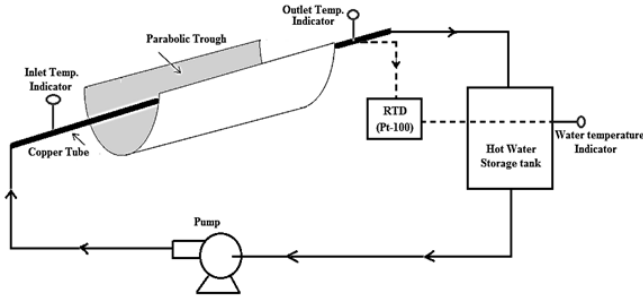 Outlet Temp.
Indicator
Parabolic Trough
Inlet Temp.
Indicator
Copper Tube
RTD
(Pt-100)
Hot Water
Storage tank
Water temperature
Indicator
Pump